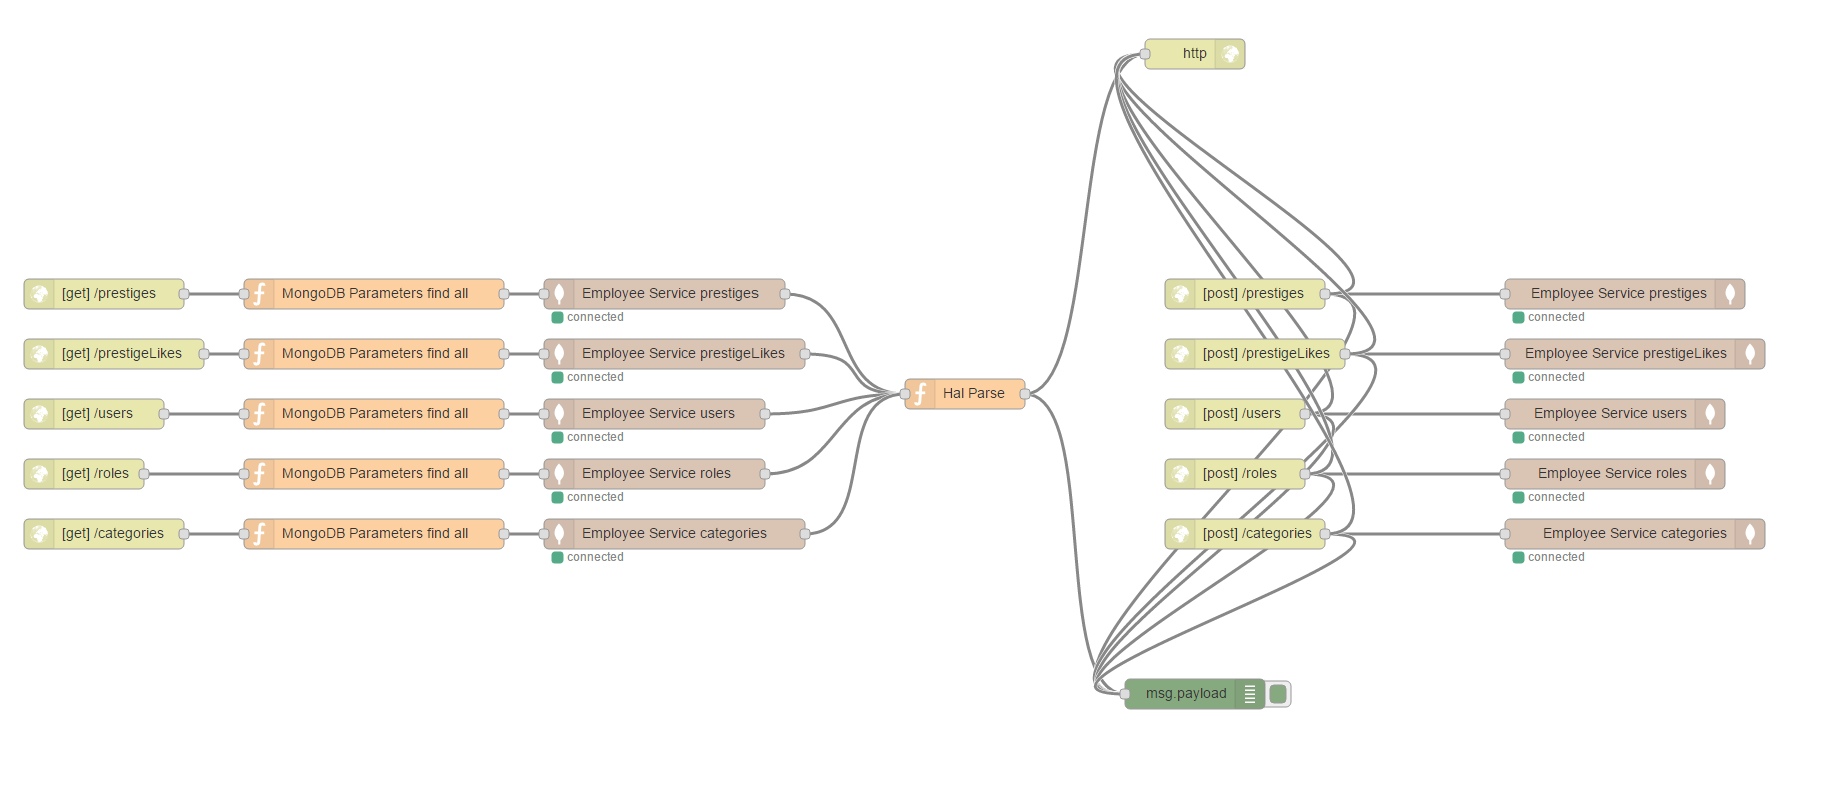 http
[get] /prestiges
MongoDB Parameters find all
Employee Service prestiges
connected
[get] /prestigeLikes
MongoDB Parameters find all
Employee Service prestigeLikes
connected
[get] /users
MongoDB Parameters find all
Employee Service users
connected
[get] /roles
MongoDB Parameters find all
Employee Service roles
connected
[get] /categories
MongoDB Parameters find all
Employee Service categories
connected
Hal Parse
[post] /prestiges
Employee Service prestiges
connected
[post] /prestigeLikes
Employee Service prestigeLikes
connected
[post] /users
Employee Service users
connected
[post] /roles
Employee Service roles
connected
[post] /categories
Employee Service categories
connected
msg.payload